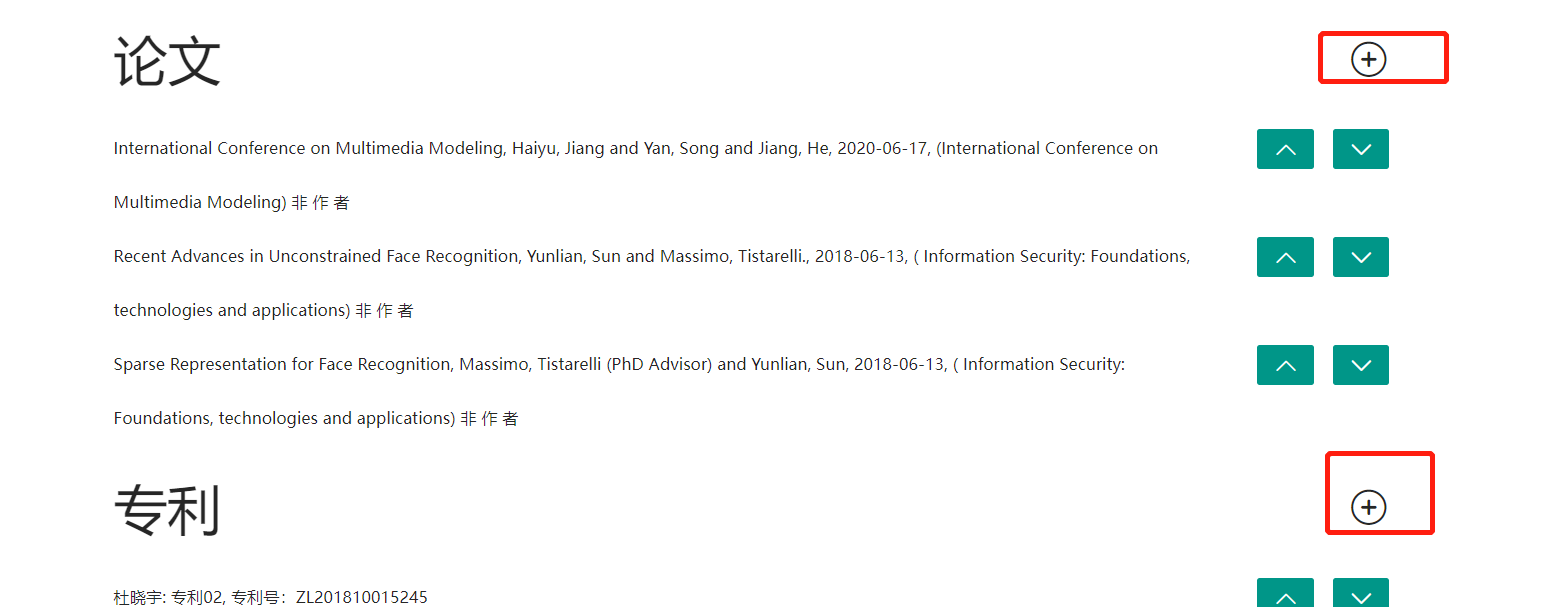 论文
International Conference on Multimedia Modeling, Haiyu, Jiang and Yan, Song and Jiang, He, 2020-06-17, (International Conference on
Multimedia Modeling) 非 作 者
Recent Advances in Unconstrained Face Recognition, Yunlian, Sun and Massimo, Tistarelli., 2018-06-13, ( Information Security: Foundations,
technologies and applications) 非 作 者
Sparse Representation for Face Recognition, Massimo, Tistarelli (PhD Advisor) and Yunlian, Sun, 2018-06-13, ( Information Security:
Foundations, technologies and applications) 非 作 者
专利
杜晓宇: 专利02, 专利号：ZL201810015245